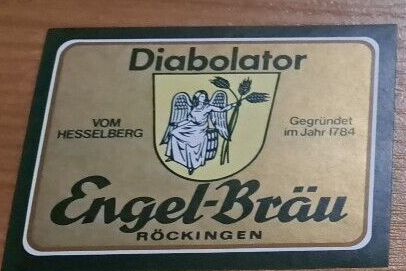 Diabolator
VOM
HESSELBERG
Gegründet
im Jahr 1784
Engel-Bräu
RÖCKINGEN